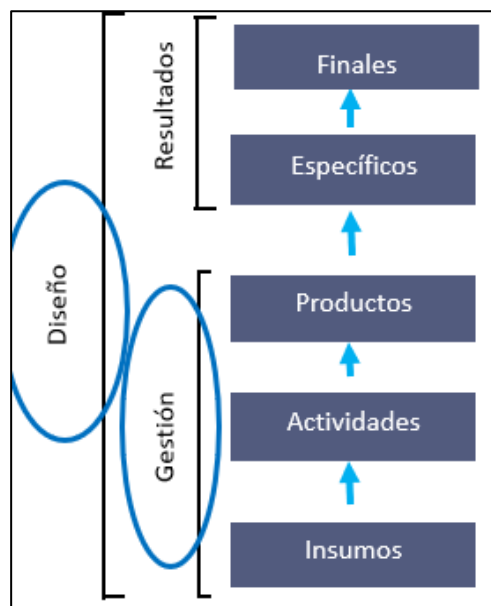 Finales
Resultados
Específicos
Diseño
Productos
Gestión
Actividades
Insumos